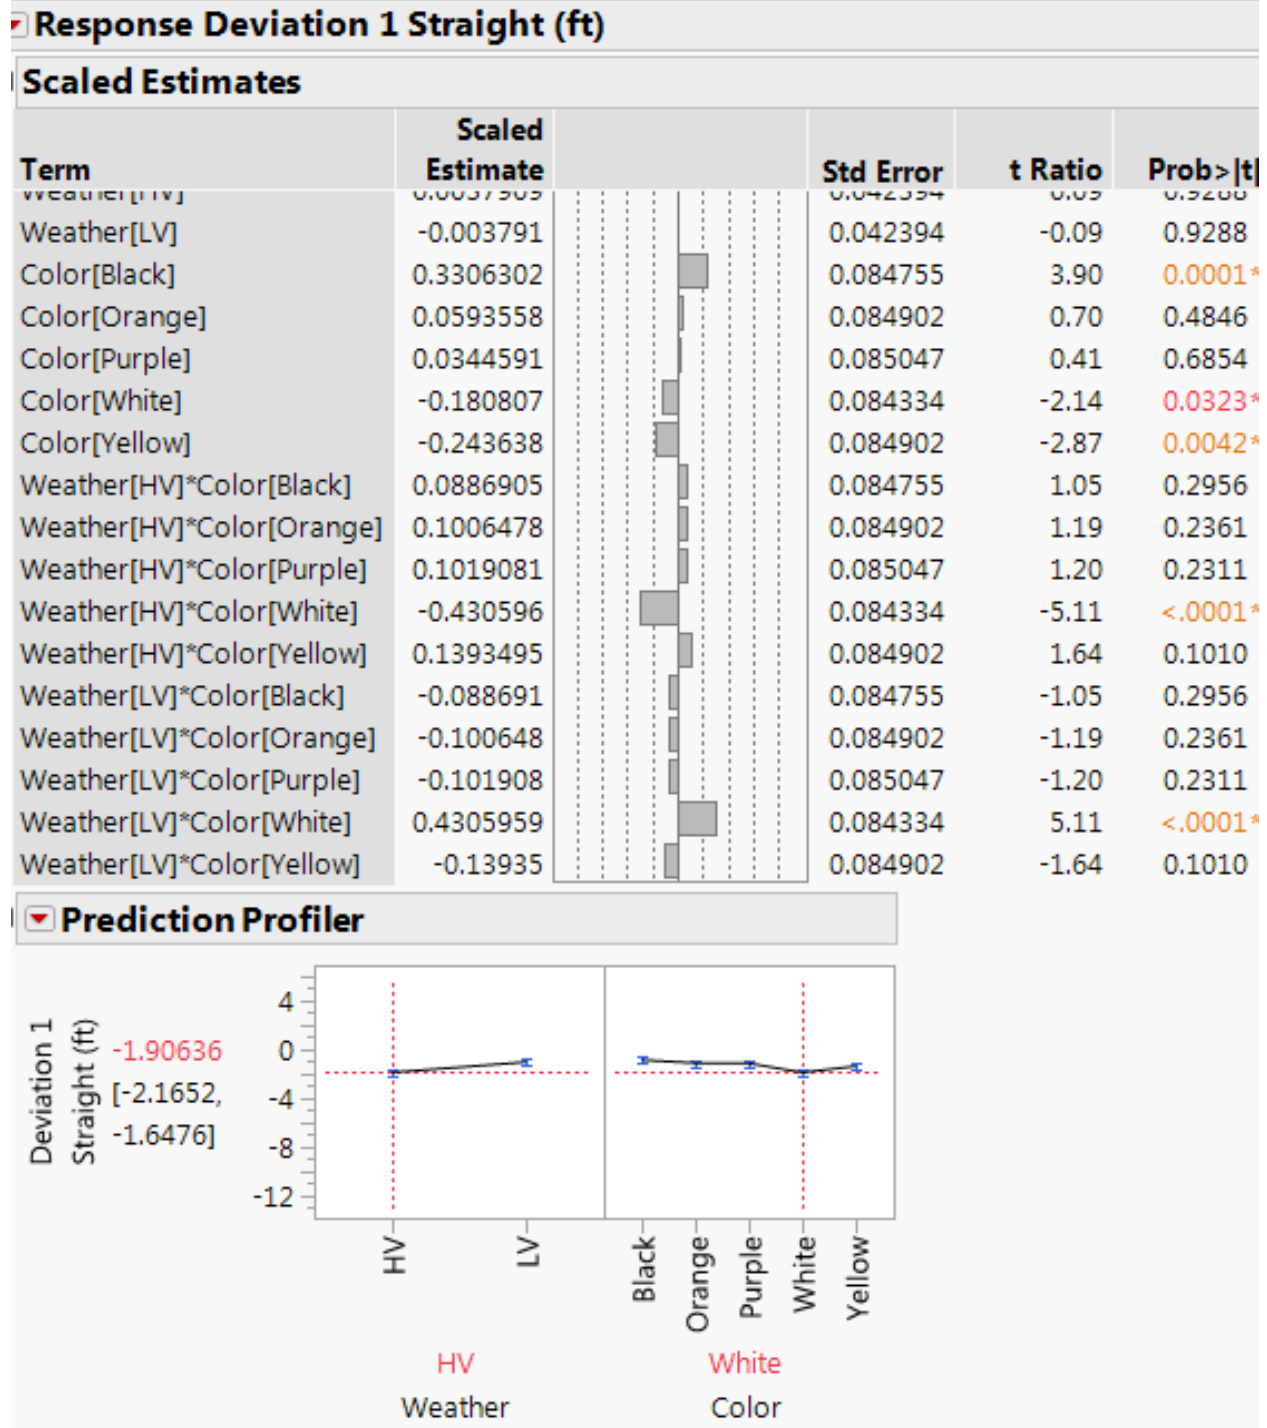 Response Deviation 1 Straight (ft)
Scaled Estimates
Term Scaled Estimate Std Error t Ratio Prob>|t|
Weather[HV] 0.0037909 0.042394 0.09 0.9288
Weather[LV] -0.003791 0.042394 -0.09 0.9288
Color[Black] 0.3306302 0.084755 3.90 0.0001*
Color[Orange] 0.0593558 0.084902 0.70 0.4846
Color[Purple] 0.0344591 0.085047 0.41 0.6854
Color[White] -0.180807 0.084334 -2.14 0.0323*
Color[Yellow] -0.243638 0.084902 -2.87 0.0042*
Weather[HV]*Color[Black] 0.0886905 0.084755 1.05 0.2956
Weather[HV]*Color[Orange] 0.1006478 0.084902 1.19 0.2361
Weather[HV]*Color[Purple] 0.1019081 0.085047 1.20 0.2311
Weather[HV]*Color[White] -0.430596 0.084334 -5.11 <.0001*
Weather[HV]*Color[Yellow] 0.1393495 0.084902 1.64 0.1010
Weather[LV]*Color[Black] -0.088691 0.084755 -1.05 0.2956
Weather[LV]*Color[Orange] -0.100648 0.084902 -1.19 0.2361
Weather[LV]*Color[Purple] -0.101908 0.085047 -1.20 0.2311
Weather[LV]*Color[White] 0.4305959 0.084334 5.11 <.0001*
Weather[LV]*Color[Yellow] -0.13935 0.084902 -1.64 0.1010
Prediction Profiler
Deviation 1
Straight (ft)
-1.90636
[-2.1652,
-1.6476]
4
0
-4
-8
-12
HV
LV
Black
Orange
Purple
White
Yellow
HV
Weather
White
Color